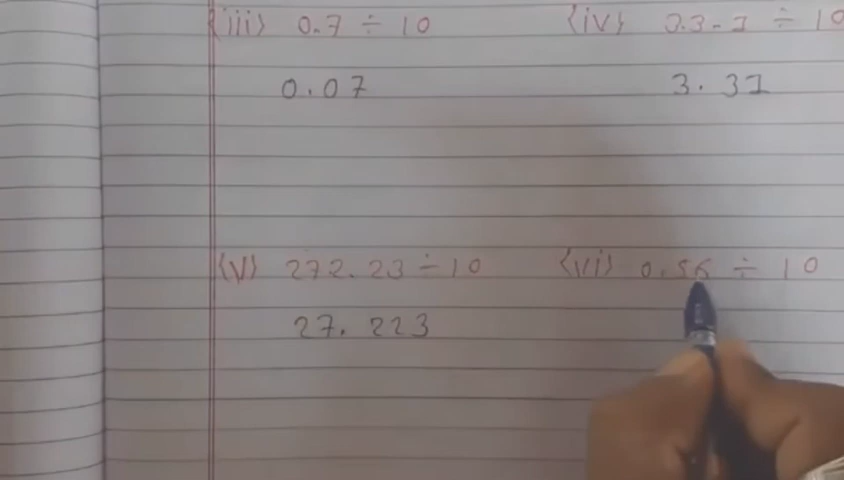 (iii) 0.7 ÷ 10 (iv) 33.1 ÷ 10
0.07 3.31
(v) 272.23 ÷ 10 (vi) 0.56 ÷ 10
27.223